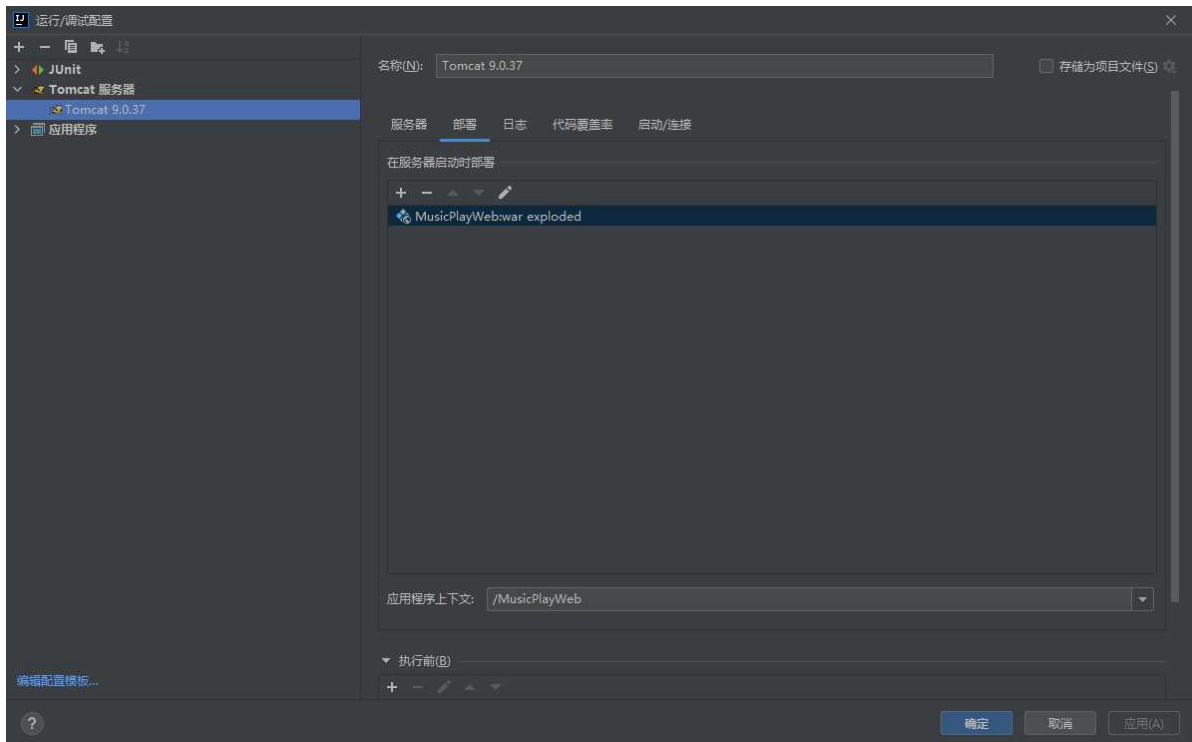 运行/调试配置
JUnit
Tomcat 服务器
Tomcat 9.0.37
应用程序
编辑配置模板...
名称(N): Tomcat 9.0.37 存储为项目文件(S)
服务器 部署 日志 代码覆盖率 启动/连接
在服务器启动时部署
MusicPlayWeb:war exploded
应用程序上下文: /MusicPlayWeb
执行前(B)
? 确定 取消 应用(A)